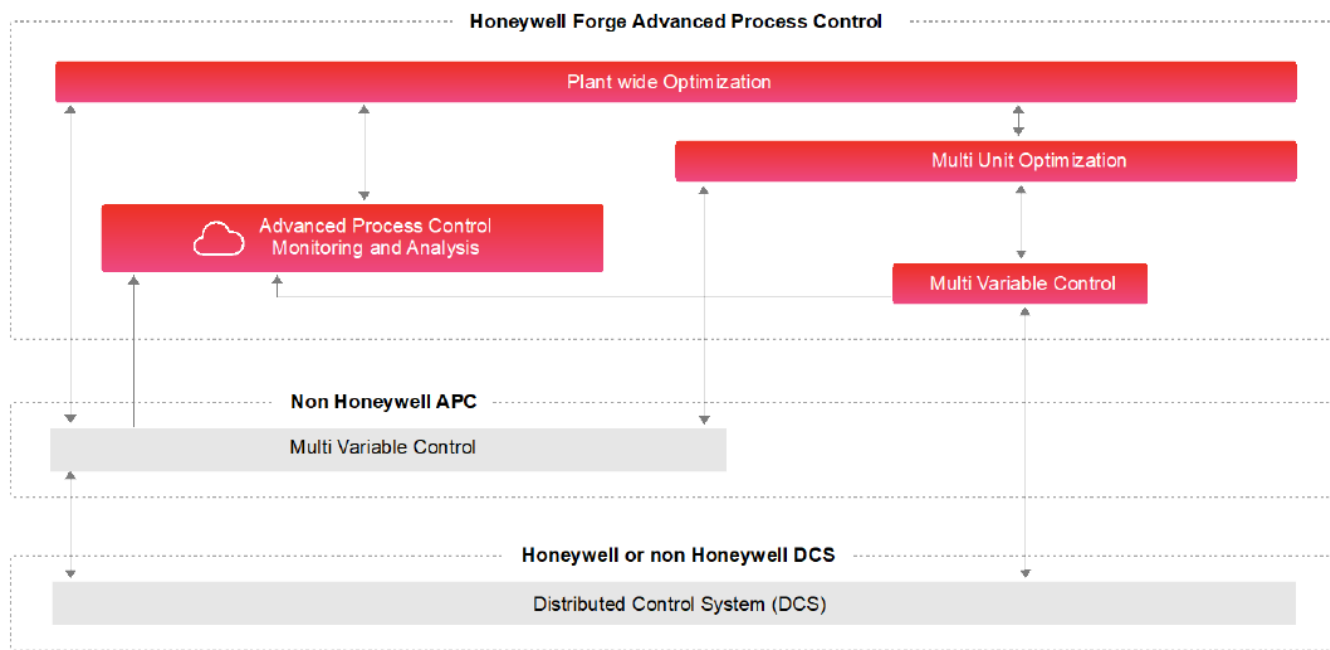 Honeywell Forge Advanced Process Control
Plant wide Optimization
Multi Unit Optimization
Advanced Process Control
Monitoring and Analysis
Multi Variable Control
Non Honeywell APC
Multi Variable Control
Honeywell or non Honeywell DCS
Distributed Control System (DCS)